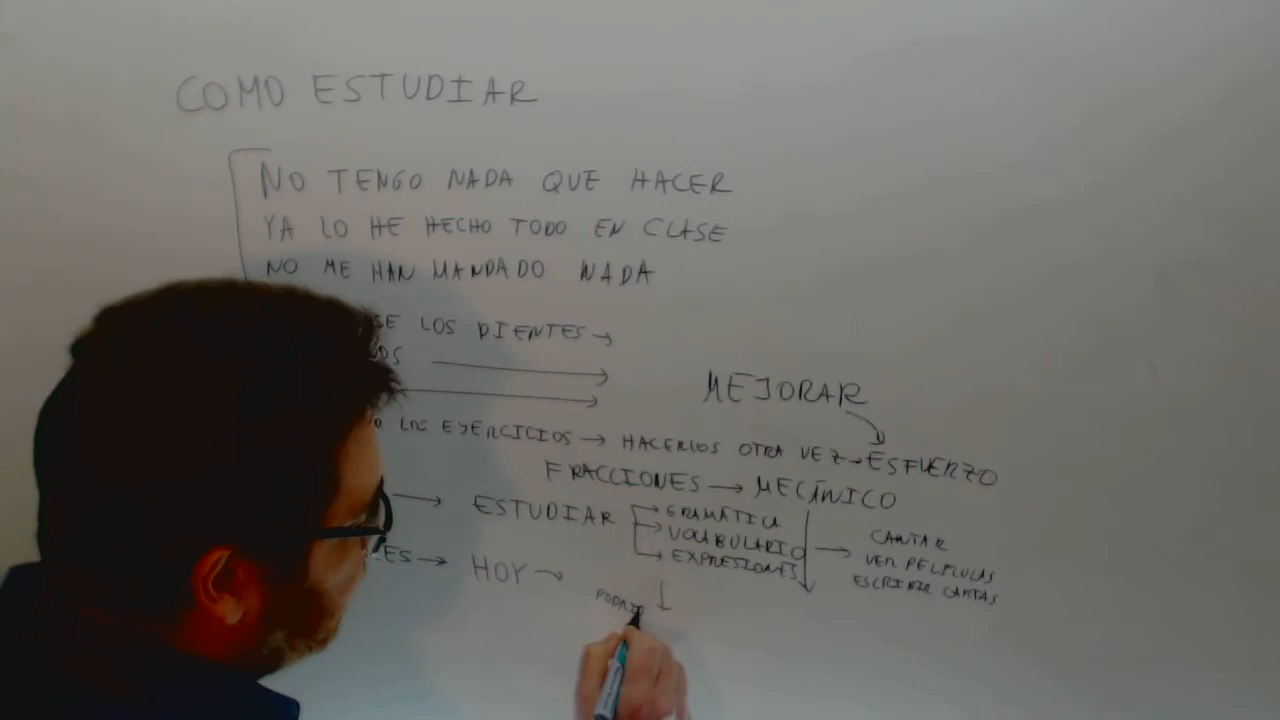 COMO ESTUDIAR
NO TENGO NADA QUE HACER
YA LO HE HECHO TODO EN CLASE
NO ME HAN MANDADO NADA
SE LOS DIENTES →
→
→
MEJORAR
LOS EJERCICIOS → HACERLOS OTRA VEZ → ESFUERZO
FRACCIONES → MECÁNICO
→ ESTUDIAR
→ GRAMÁTICA
→ VOCABULARIO
→ EXPRESIONES
→ CANTAR
VER PELÍCULAS
ESCRIBIR CARTAS
ES → HOY →